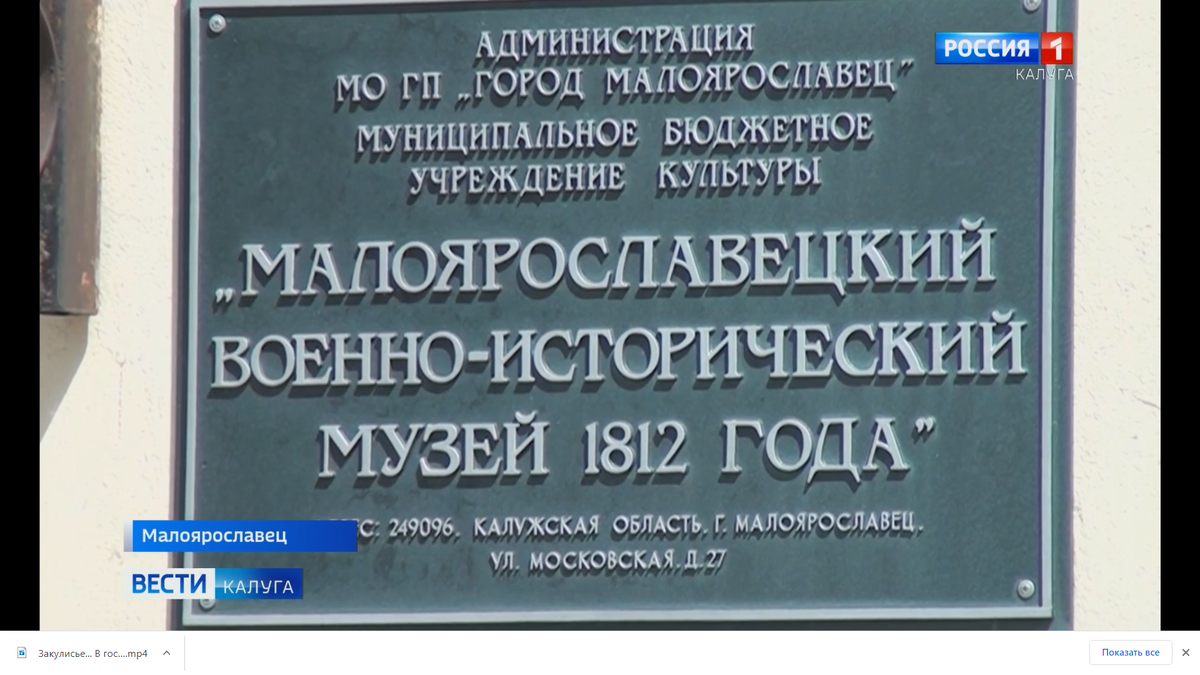 АДМИНИСТРАЦИЯ
МО ГП „ГОРОД МАЛОЯРОСЛАВЕЦ”
МУНИЦИПАЛЬНОЕ БЮДЖЕТНОЕ
УЧРЕЖДЕНИЕ КУЛЬТУРЫ
„МАЛОЯРОСЛАВЕЦКИЙ
ВОЕННО-ИСТОРИЧЕСКИЙ
МУЗЕЙ 1812 ГОДА”
249096. КАЛУЖСКАЯ ОБЛАСТЬ. Г. МАЛОЯРОСЛАВЕЦ.
УЛ. МОСКОВСКАЯ. Д. 27
РОССИЯ 1
КАЛУГА
Малоярославец
ВЕСТИ КАЛУГА
Закулисье... В гос....mp4
Показать все